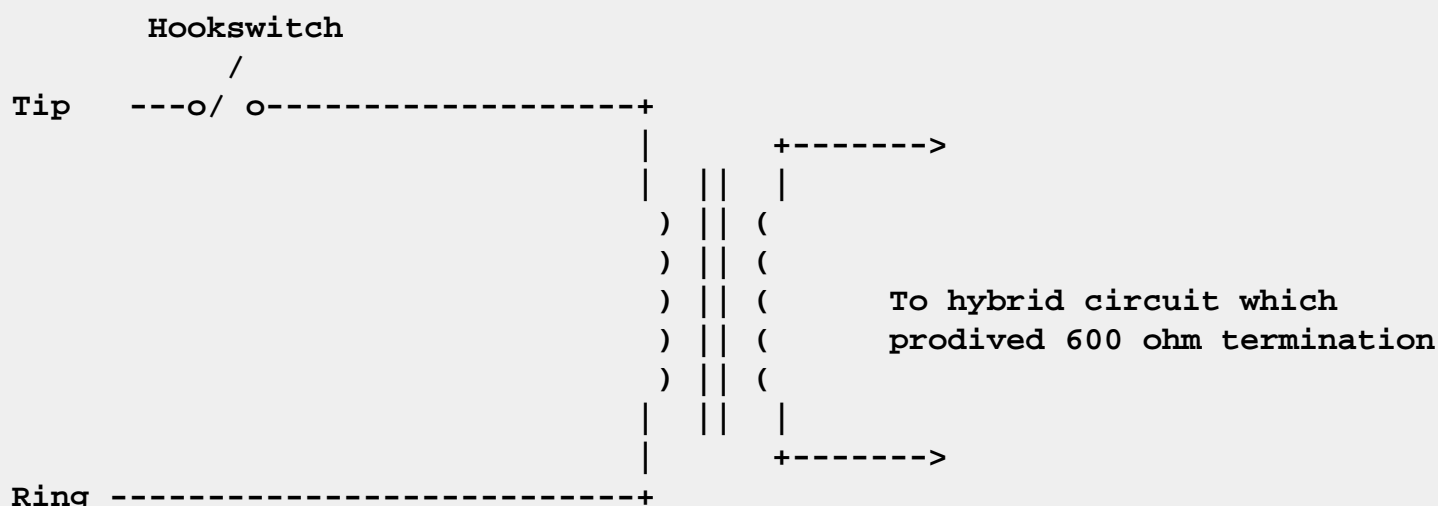 Hookswitch
Tip
To hybrid circuit which
prodived 600 ohm termination
Ring